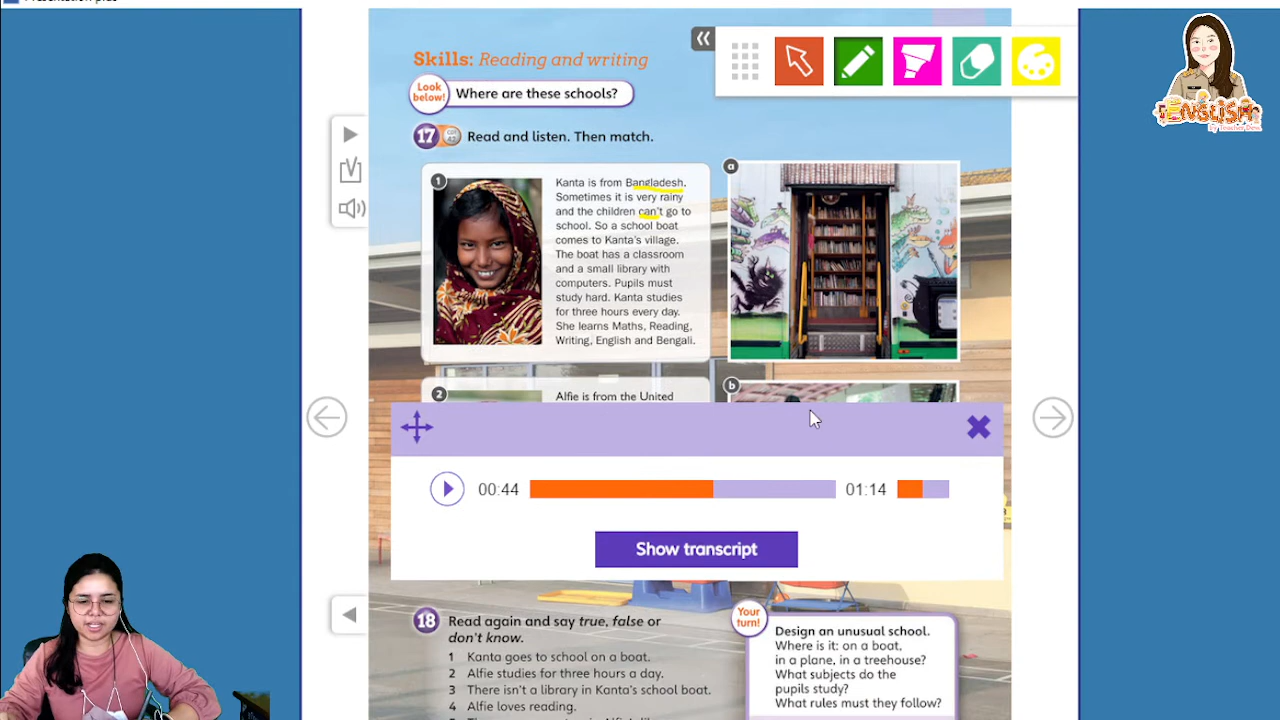 Skills: Reading and writing
Look below!
Where are these schools?
17 Read and listen. Then match.
1
Kanta is from Bangladesh.
Sometimes it is very rainy
and the children can't go to
school. So a school boat
comes to Kanta's village.
The boat has a classroom
and a small library with
computers. Pupils must
study hard. Kanta studies
for three hours every day.
She learns Maths, Reading,
Writing, English and Bengali.
a
2
Alfie is from the United
b
00:44
01:14
Show transcript
18 Read again and say true, false or
don't know.
1 Kanta goes to school on a boat.
2 Alfie studies for three hours a day.
3 There isn't a library in Kanta's school boat.
4 Alfie loves reading.
Your turn!
Design an unusual school.
Where is it: on a boat,
in a plane, in a treehouse?
What subjects do the
pupils study?
What rules must they follow?
ENGLISH
by Teacher Dew